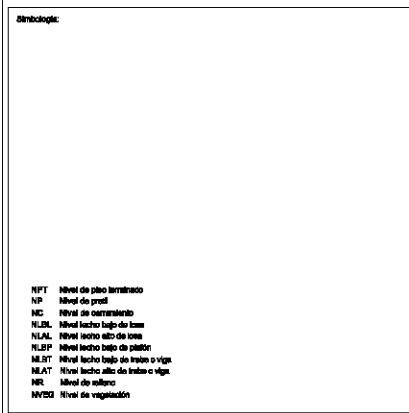 Simbología:
NPT Nivel de piso terminado
NP Nivel de pretil
NC Nivel de cerramiento
NLBL Nivel lecho bajo de losa
NLAL Nivel lecho alto de losa
NLBP Nivel lecho bajo de plafón
NLBT Nivel lecho bajo de trabe o viga
NLAT Nivel lecho alto de trabe o viga
NR Nivel de relleno
NVEG Nivel de vegetación